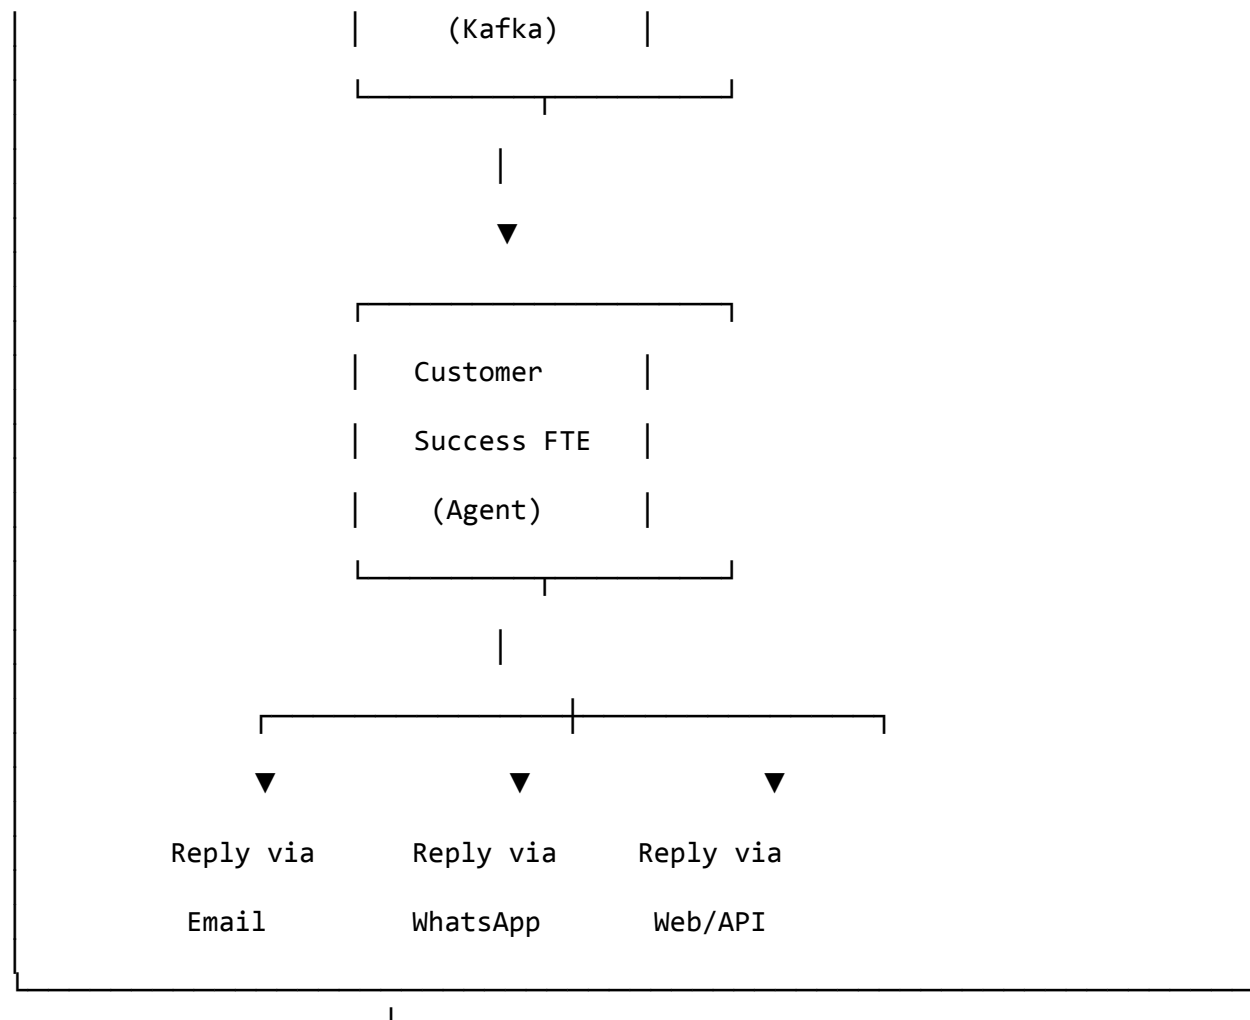 (Kafka)
Customer
Success FTE
(Agent)
Reply via Reply via Reply via
Email WhatsApp Web/API